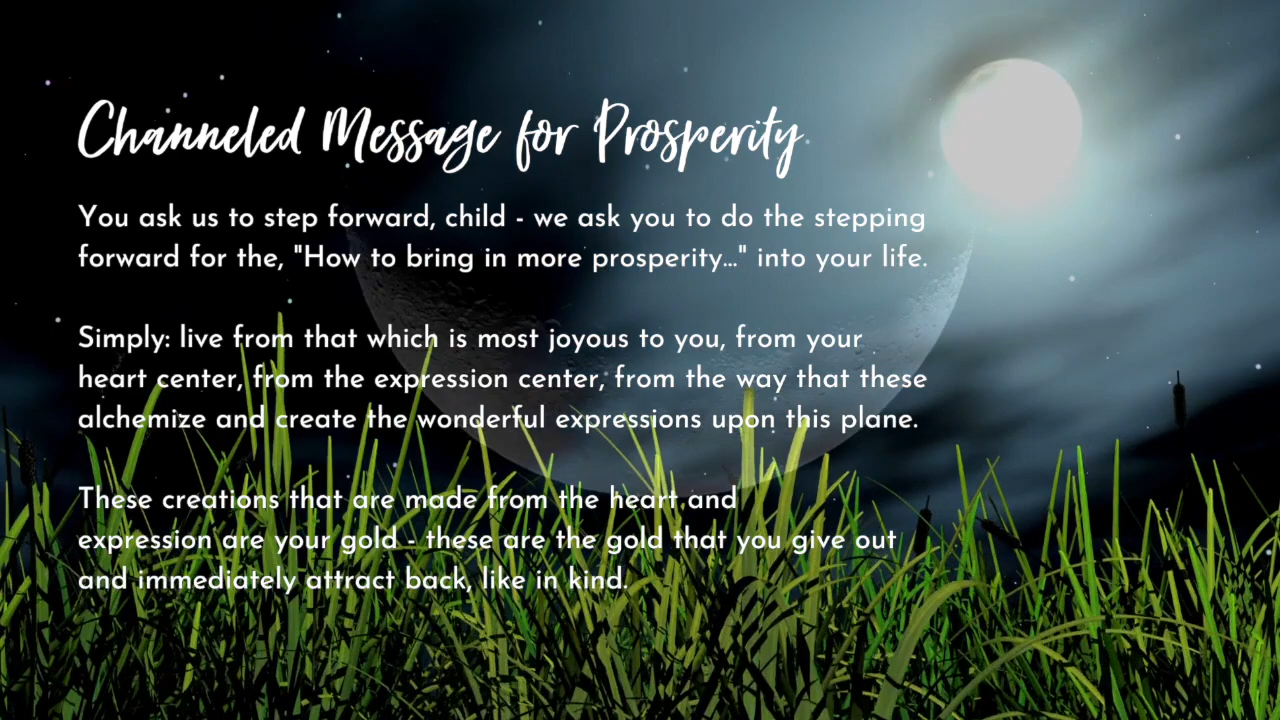 Channeled Message for Prosperity
You ask us to step forward, child - we ask you to do the stepping
forward for the, "How to bring in more prosperity..." into your life.
Simply: live from that which is most joyous to you, from your
heart center, from the expression center, from the way that these
alchemize and create the wonderful expressions upon this plane.
These creations that are made from the heart and
expression are your gold - these are the gold that you give out
and immediately attract back, like in kind.